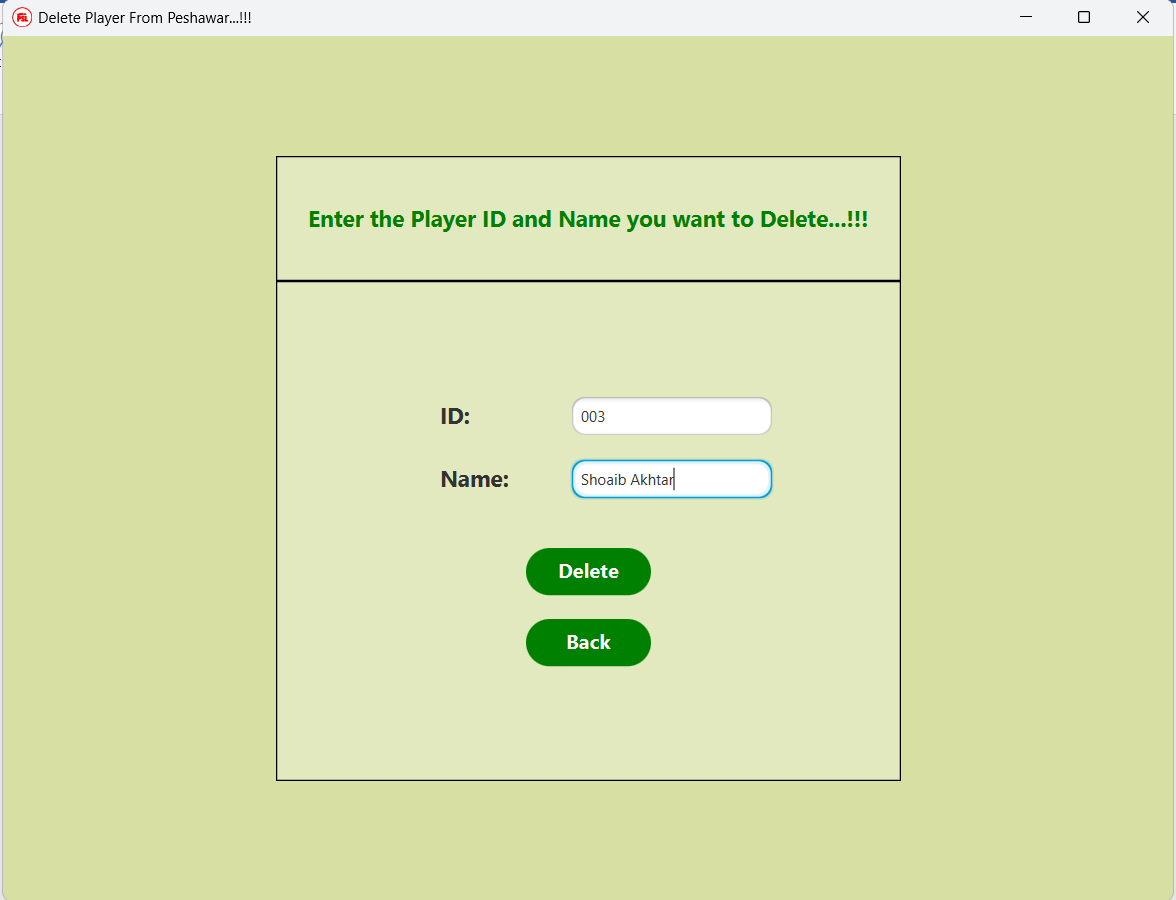 Delete Player From Peshawar...!!!
Enter the Player ID and Name you want to Delete...!!!
ID:
003
Name:
Shoaib Akhtar
Delete
Back